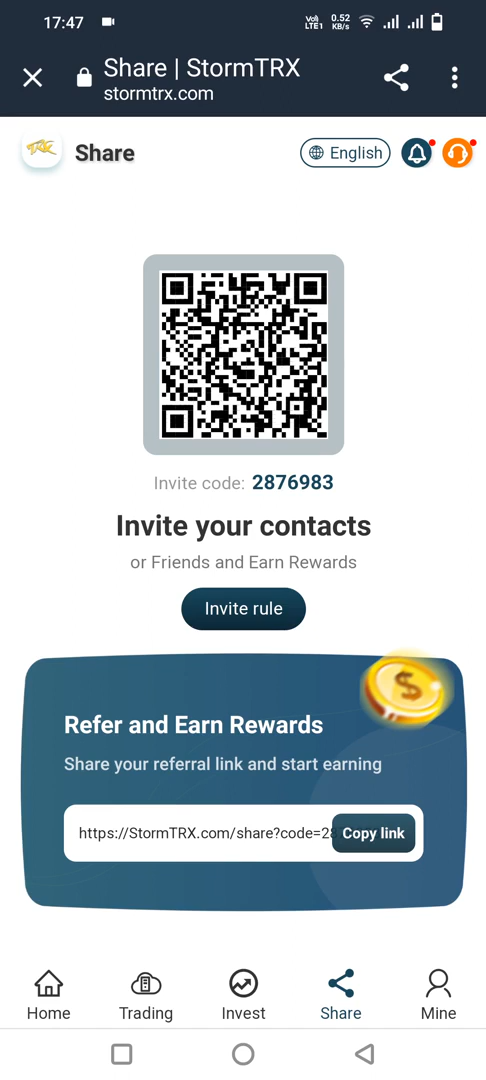 17:47
Vo) LTE1 0.52 KB/s
Share | StormTRX
stormtrx.com
TRX
Share
English
Invite code: 2876983
Invite your contacts
or Friends and Earn Rewards
Invite rule
$
Refer and Earn Rewards
Share your referral link and start earning
https://StormTRX.com/share?code=28
Copy link
Home Trading Invest Share Mine